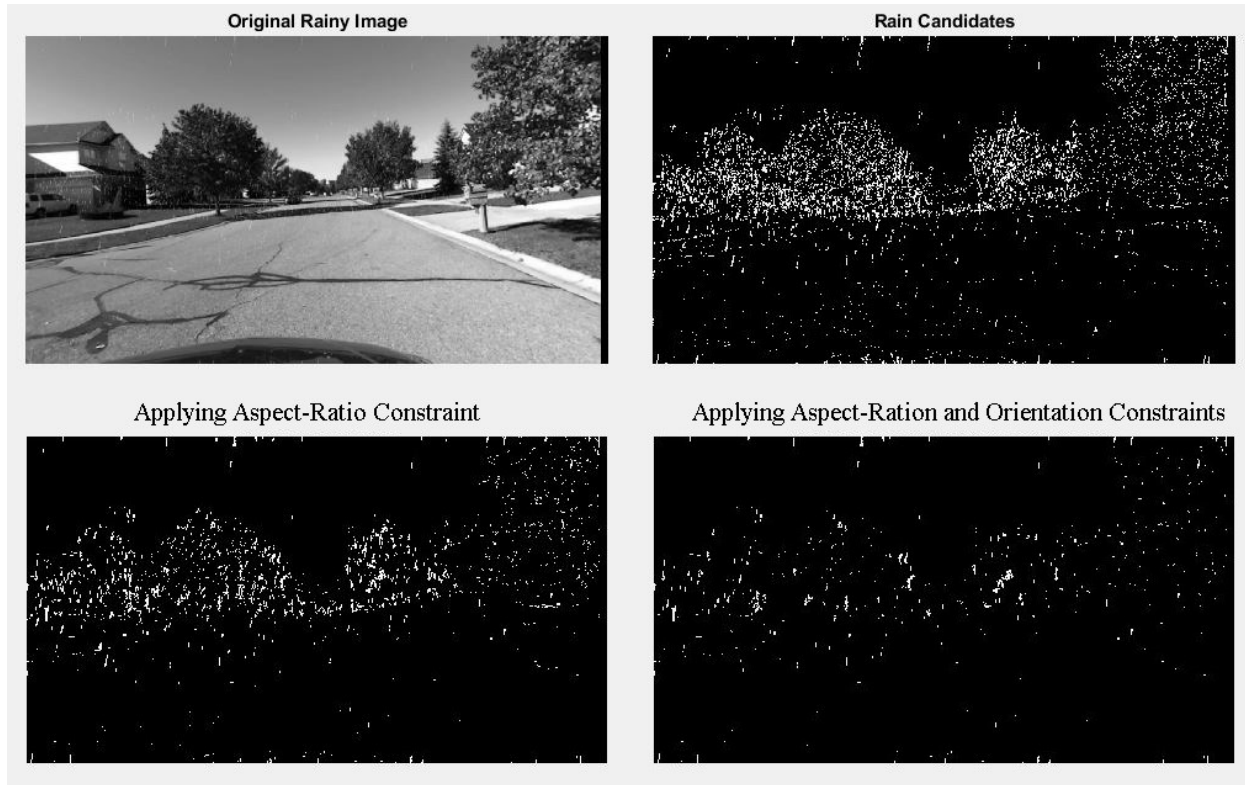 Original Rainy Image
Rain Candidates
Applying Aspect-Ratio Constraint
Applying Aspect-Ration and Orientation Constraints